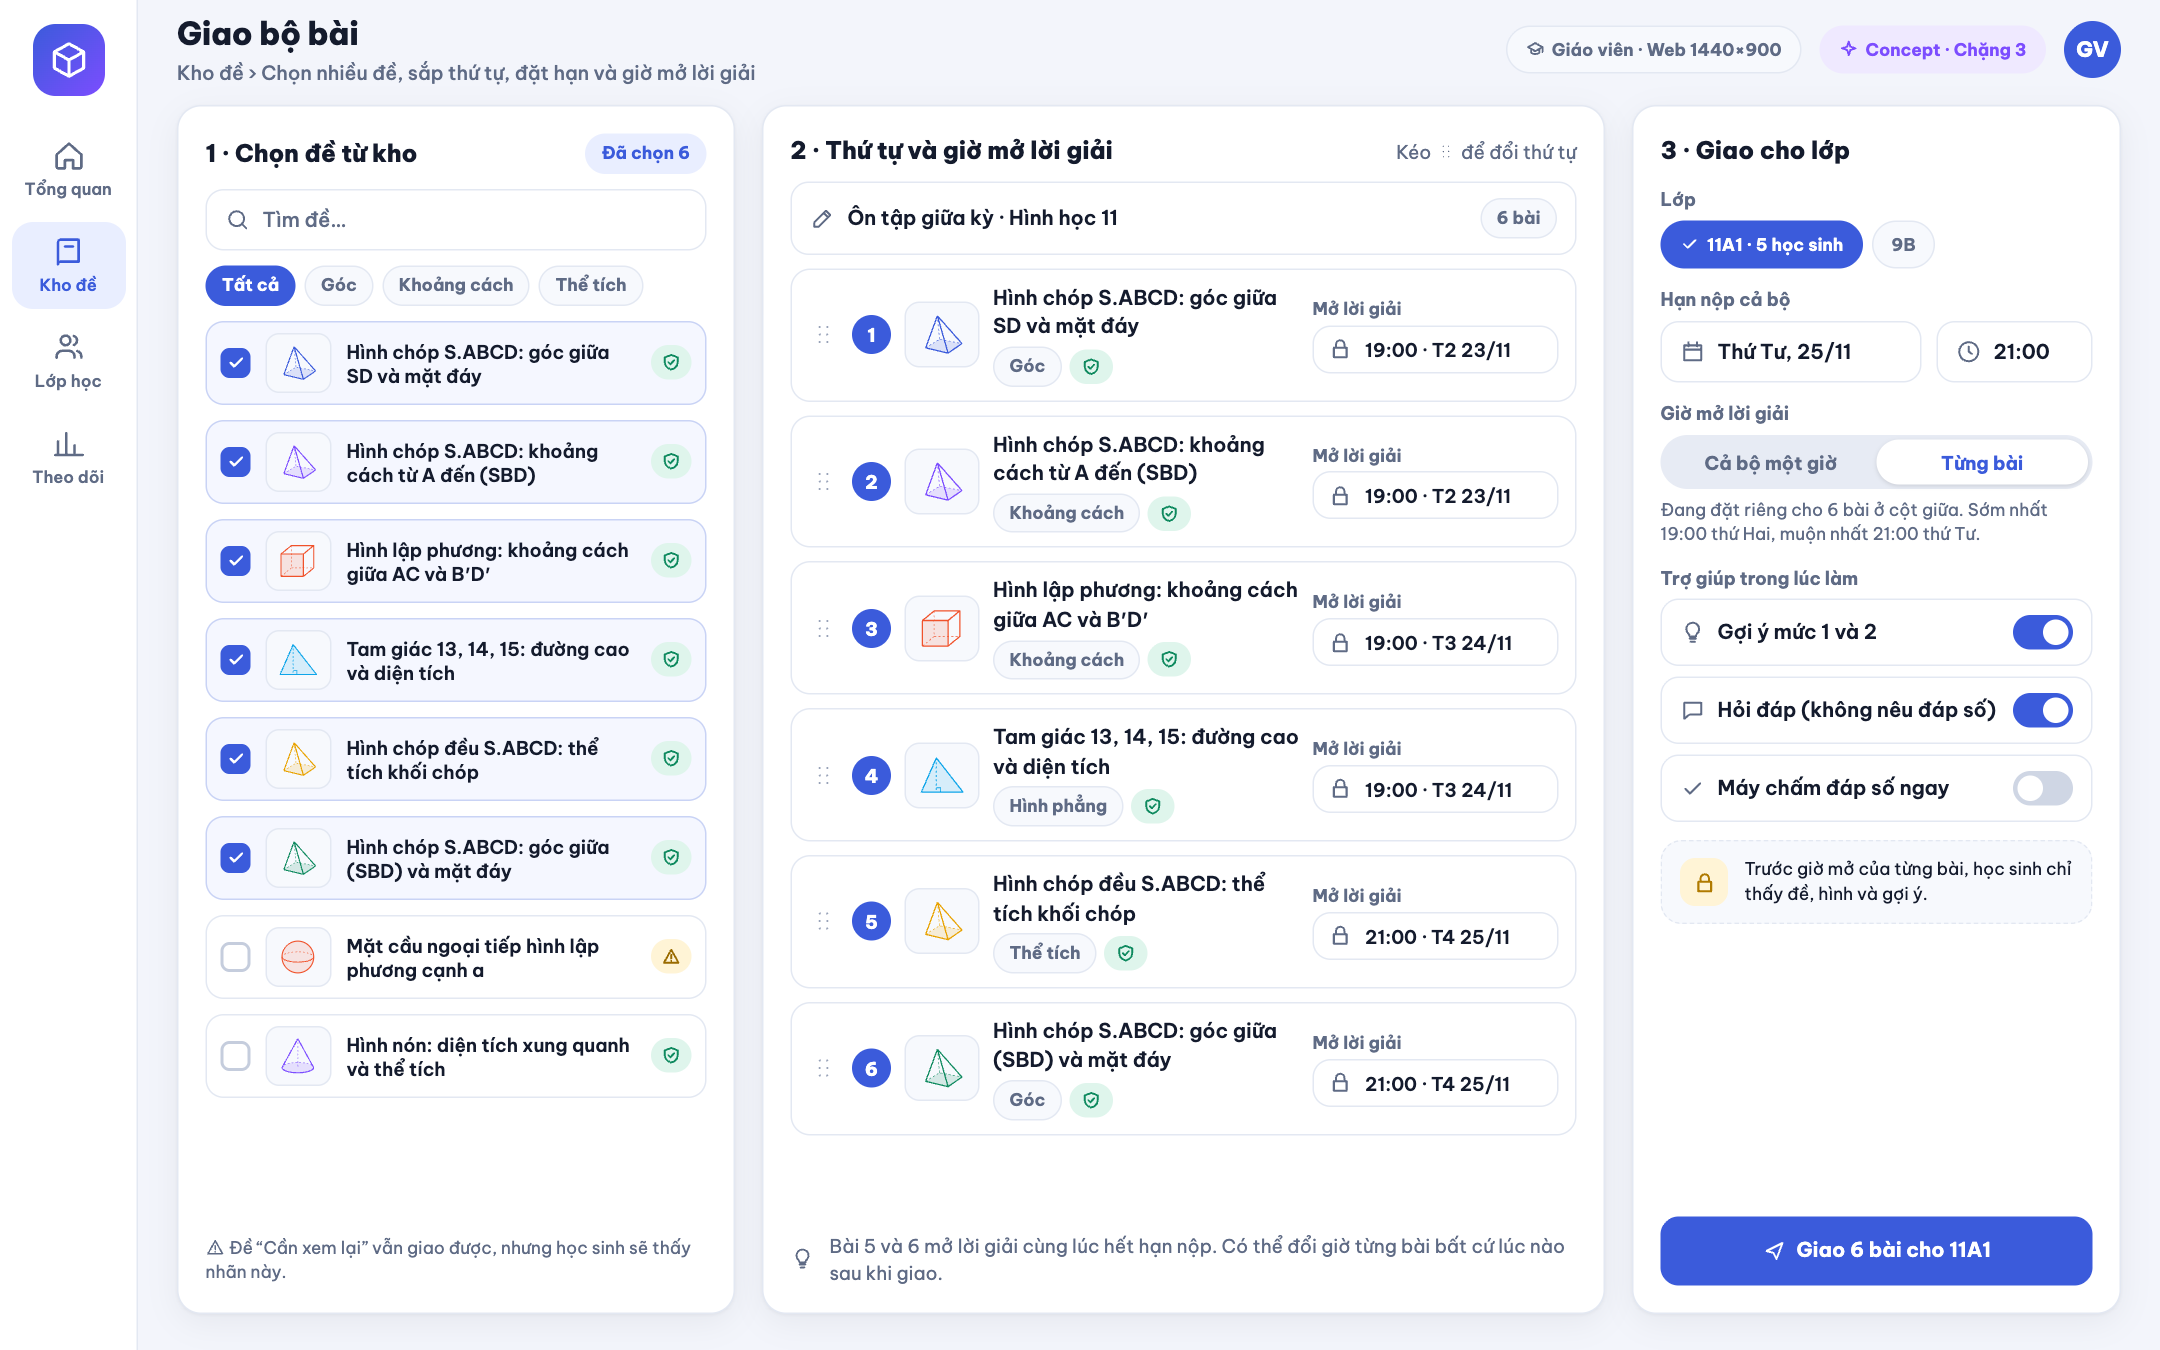 Giao bộ bài
Kho đề › Chọn nhiều đề, sắp thứ tự, đặt hạn và giờ mở lời giải
Giáo viên · Web 1440×900
Concept · Chặng 3
GV
Tổng quan
Kho đề
Lớp học
Theo dõi
1 · Chọn đề từ kho
Đã chọn 6
Tìm đề...
Tất cả
Góc
Khoảng cách
Thể tích
Hình chóp S.ABCD: góc giữa
SD và mặt đáy
Hình chóp S.ABCD: khoảng
cách từ A đến (SBD)
Hình lập phương: khoảng cách
giữa AC và B'D'
Tam giác 13, 14, 15: đường cao
và diện tích
Hình chóp đều S.ABCD: thể
tích khối chóp
Hình chóp S.ABCD: góc giữa
(SBD) và mặt đáy
Mặt cầu ngoại tiếp hình lập
phương cạnh a
Hình nón: diện tích xung quanh
và thể tích
Đề “Cần xem lại” vẫn giao được, nhưng học sinh sẽ thấy
nhãn này.
2 · Thứ tự và giờ mở lời giải
Kéo để đổi thứ tự
Ôn tập giữa kỳ · Hình học 11
6 bài
1
Hình chóp S.ABCD: góc giữa
SD và mặt đáy
Góc
Mở lời giải
19:00 · T2 23/11
2
Hình chóp S.ABCD: khoảng
cách từ A đến (SBD)
Khoảng cách
Mở lời giải
19:00 · T2 23/11
3
Hình lập phương: khoảng cách
giữa AC và B'D'
Khoảng cách
Mở lời giải
19:00 · T3 24/11
4
Tam giác 13, 14, 15: đường cao
và diện tích
Hình phẳng
Mở lời giải
19:00 · T3 24/11
5
Hình chóp đều S.ABCD: thể
tích khối chóp
Thể tích
Mở lời giải
21:00 · T4 25/11
6
Hình chóp S.ABCD: góc giữa
(SBD) và mặt đáy
Góc
Mở lời giải
21:00 · T4 25/11
Bài 5 và 6 mở lời giải cùng lúc hết hạn nộp. Có thể đổi giờ từng bài bất cứ lúc nào
sau khi giao.
3 · Giao cho lớp
Lớp
11A1 · 5 học sinh
9B
Hạn nộp cả bộ
Thứ Tư, 25/11
21:00
Giờ mở lời giải
Cả bộ một giờ
Từng bài
Đang đặt riêng cho 6 bài ở cột giữa. Sớm nhất
19:00 thứ Hai, muộn nhất 21:00 thứ Tư.
Trợ giúp trong lúc làm
Gợi ý mức 1 và 2
Hỏi đáp (không nêu đáp số)
Máy chấm đáp số ngay
Trước giờ mở của từng bài, học sinh chỉ
thấy đề, hình và gợi ý.
Giao 6 bài cho 11A1